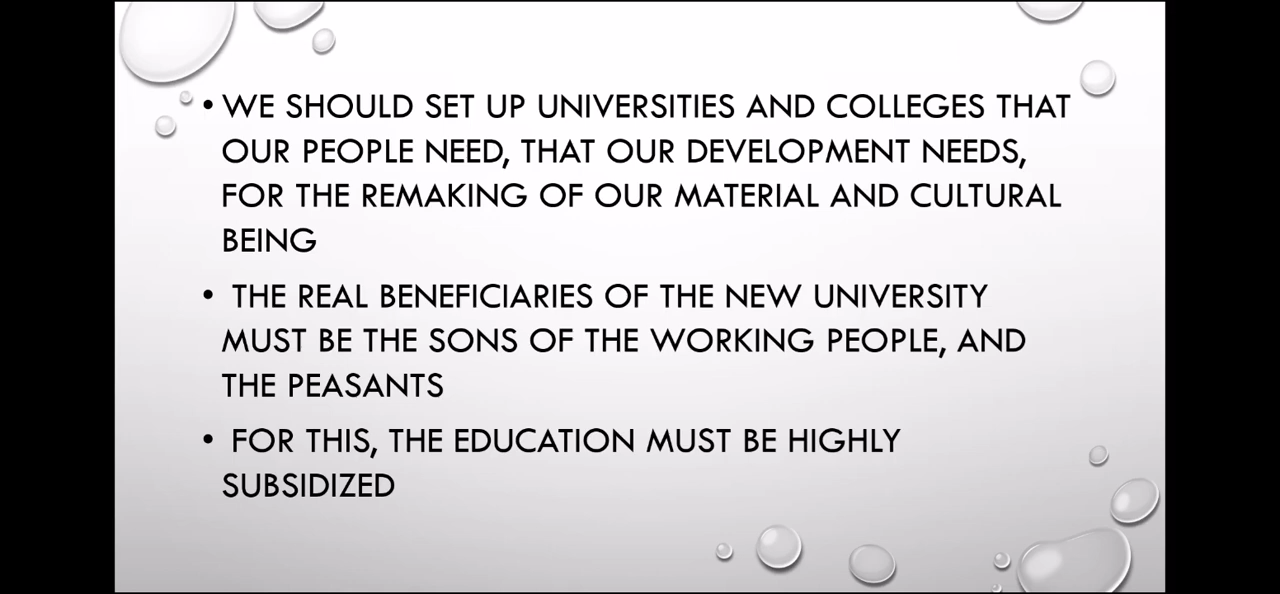 • WE SHOULD SET UP UNIVERSITIES AND COLLEGES THAT
OUR PEOPLE NEED, THAT OUR DEVELOPMENT NEEDS,
FOR THE REMAKING OF OUR MATERIAL AND CULTURAL
BEING
• THE REAL BENEFICIARIES OF THE NEW UNIVERSITY
MUST BE THE SONS OF THE WORKING PEOPLE, AND
THE PEASANTS
• FOR THIS, THE EDUCATION MUST BE HIGHLY
SUBSIDIZED